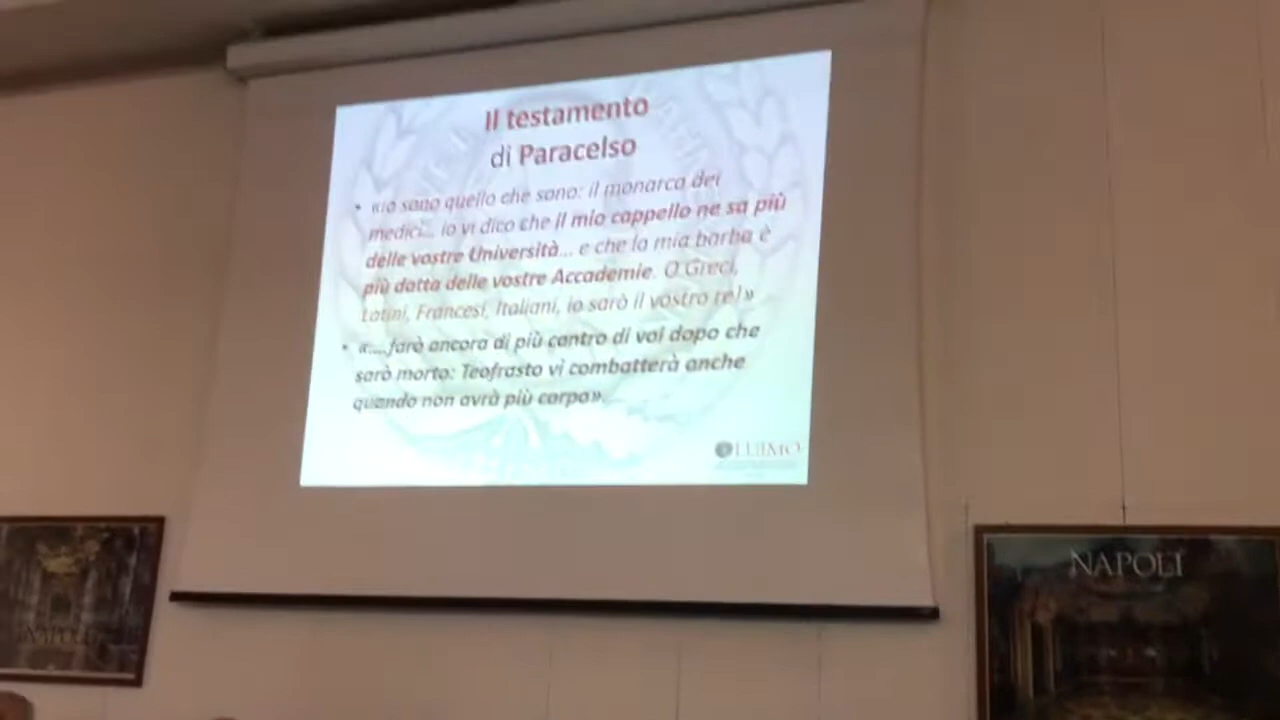 Il testamento
di Paracelso
• «Io sono quello che sono: il monarca dei
medici... io vi dico che il mio cappello ne sa più
delle vostre Università... e che la mia barba è
più dotta delle vostre Accademie. O Greci,
Latini, Francesi, Italiani, io sarò il vostro re!»
• «....farò ancora di più contro di voi dopo che
sarò morto: Teofrasto vi combatterà anche
quando non avrà più corpo».
LUIMO
NAPOLI
NAPOLI